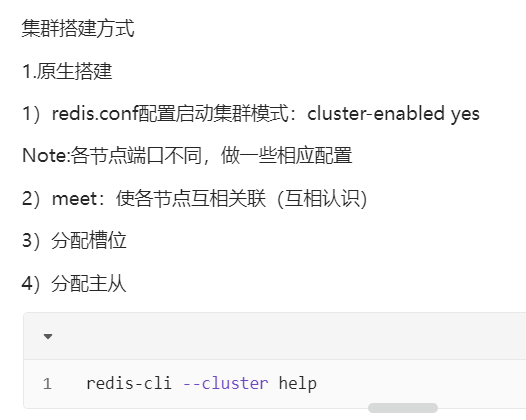 集群搭建方式
1.原生搭建
1）redis.conf配置启动集群模式：cluster-enabled yes
Note:各节点端口不同，做一些相应配置
2）meet：使各节点互相关联（互相认识）
3）分配槽位
4）分配主从
1 redis-cli --cluster help